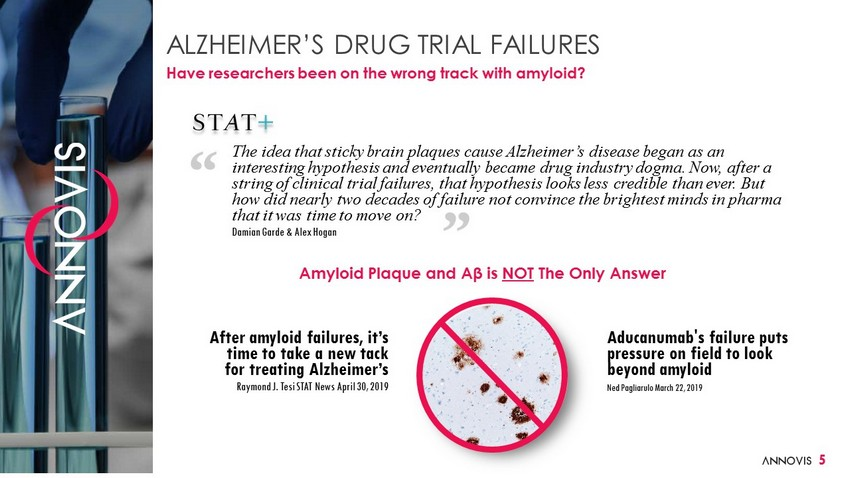 ALZHEIMER'S DRUG TRIAL FAILURES
Have researchers been on the wrong track with amyloid?
STAT+
“ The idea that sticky brain plaques cause Alzheimer's disease began as an
interesting hypothesis and eventually became drug industry dogma. Now, after a
string of clinical trial failures, that hypothesis looks less credible than ever. But
how did nearly two decades of failure not convince the brightest minds in pharma
that it was time to move on? ”
Damian Garde & Alex Hogan
Amyloid Plaque and Aβ is NOT The Only Answer
After amyloid failures, it's
time to take a new tack
for treating Alzheimer's
Raymond J. Tesi STAT News April 30, 2019
Aducanumab's failure puts
pressure on field to look
beyond amyloid
Ned Pagliarulo March 22, 2019
ANNOVIS
ANNOVIS 5